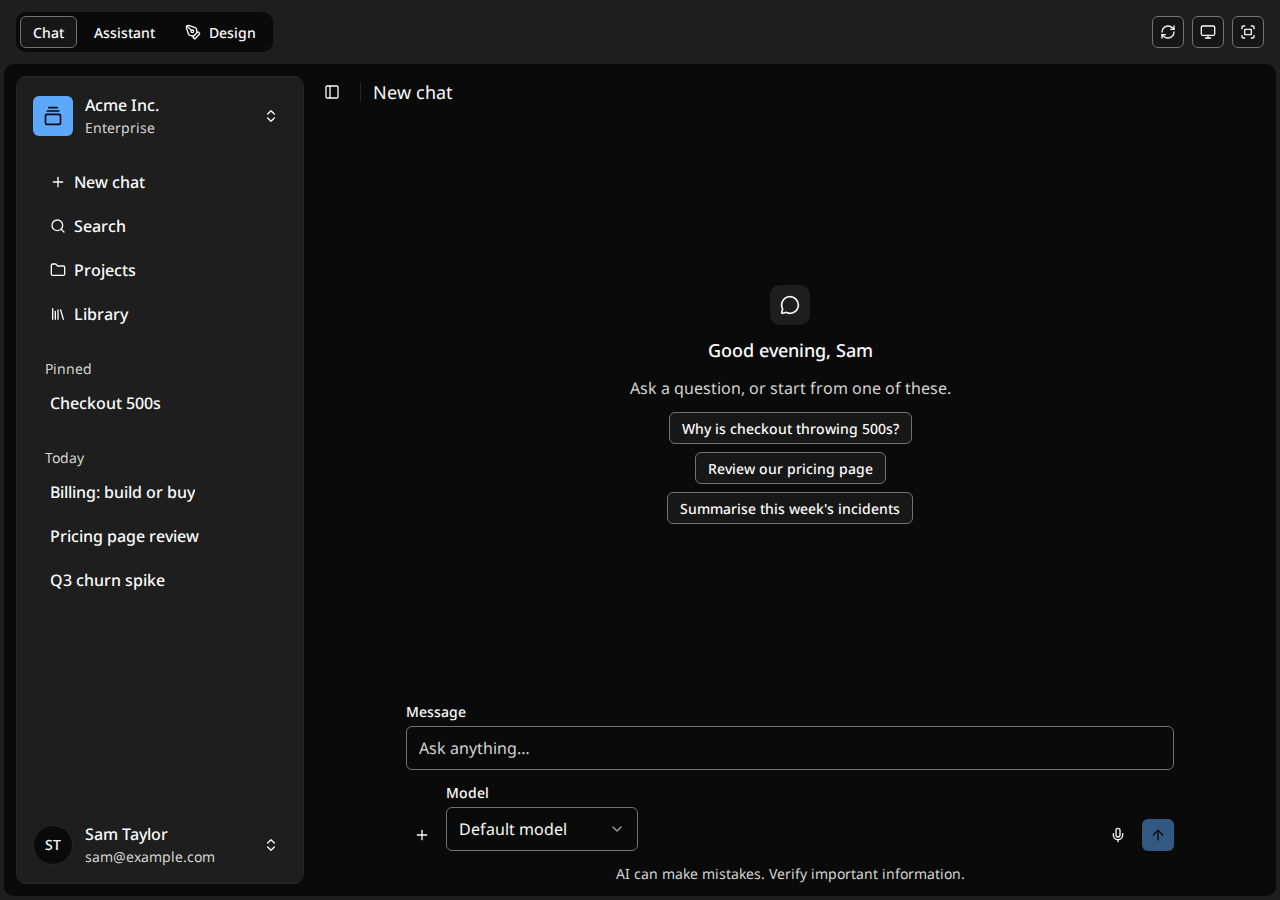 Chat
Assistant
Design
Acme Inc.
Enterprise
New chat
Search
Projects
Library
Pinned
Checkout 500s
Today
Billing: build or buy
Pricing page review
Q3 churn spike
ST
Sam Taylor
sam@example.com
New chat
Good evening, Sam
Ask a question, or start from one of these.
Why is checkout throwing 500s?
Review our pricing page
Summarise this week's incidents
Message
Ask anything...
Model
Default model
AI can make mistakes. Verify important information.